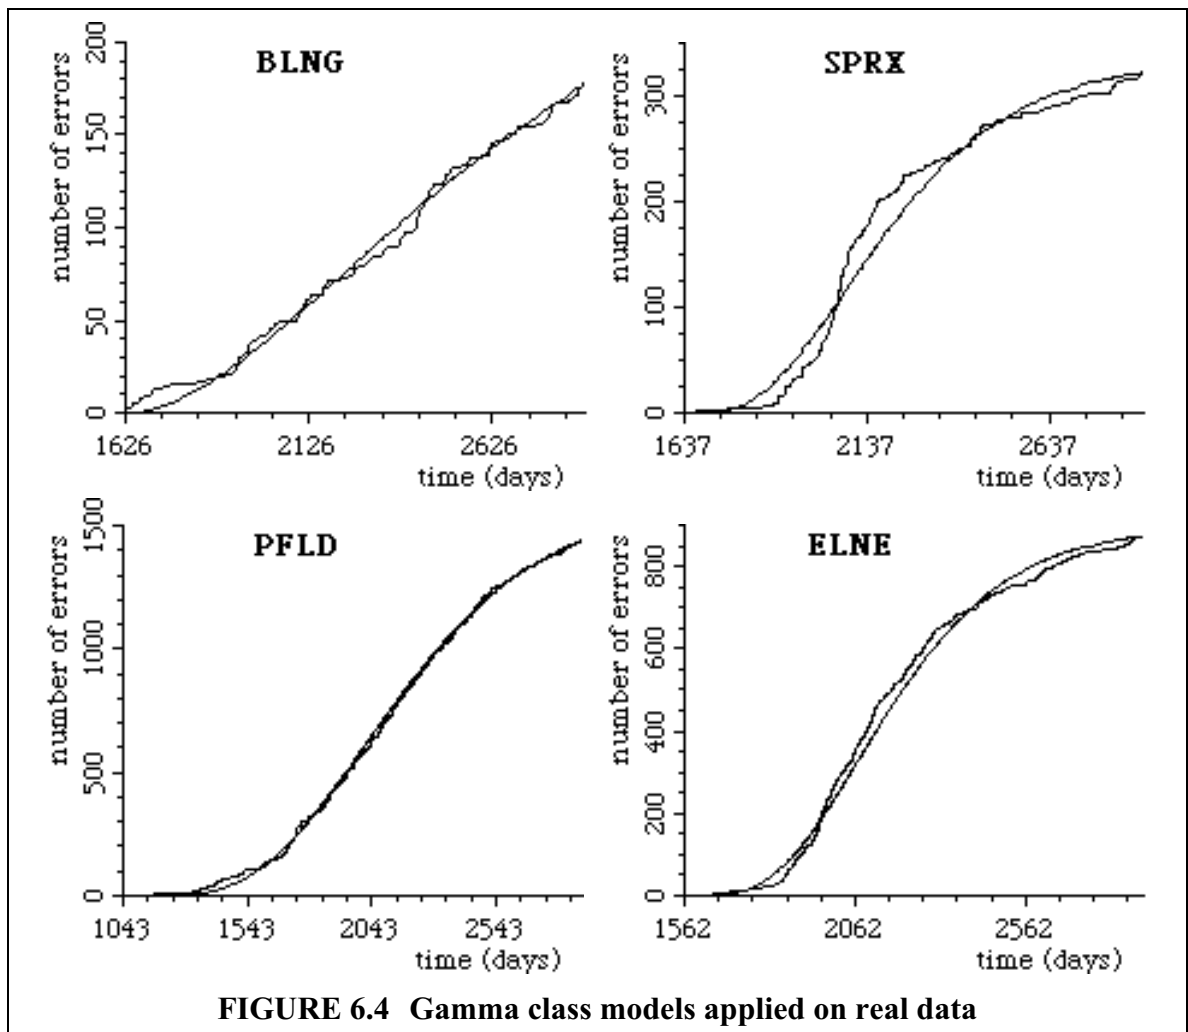 BLNG
number of errors
200
150
100
50
0
1626 2126 2626
time (days)
SPRX
number of errors
300
200
100
0
1637 2137 2637
time (days)
PFLD
number of errors
1500
1000
500
0
1043 1543 2043 2543
time (days)
ELNE
number of errors
800
600
400
200
0
1562 2062 2562
time (days)
FIGURE 6.4 Gamma class models applied on real data